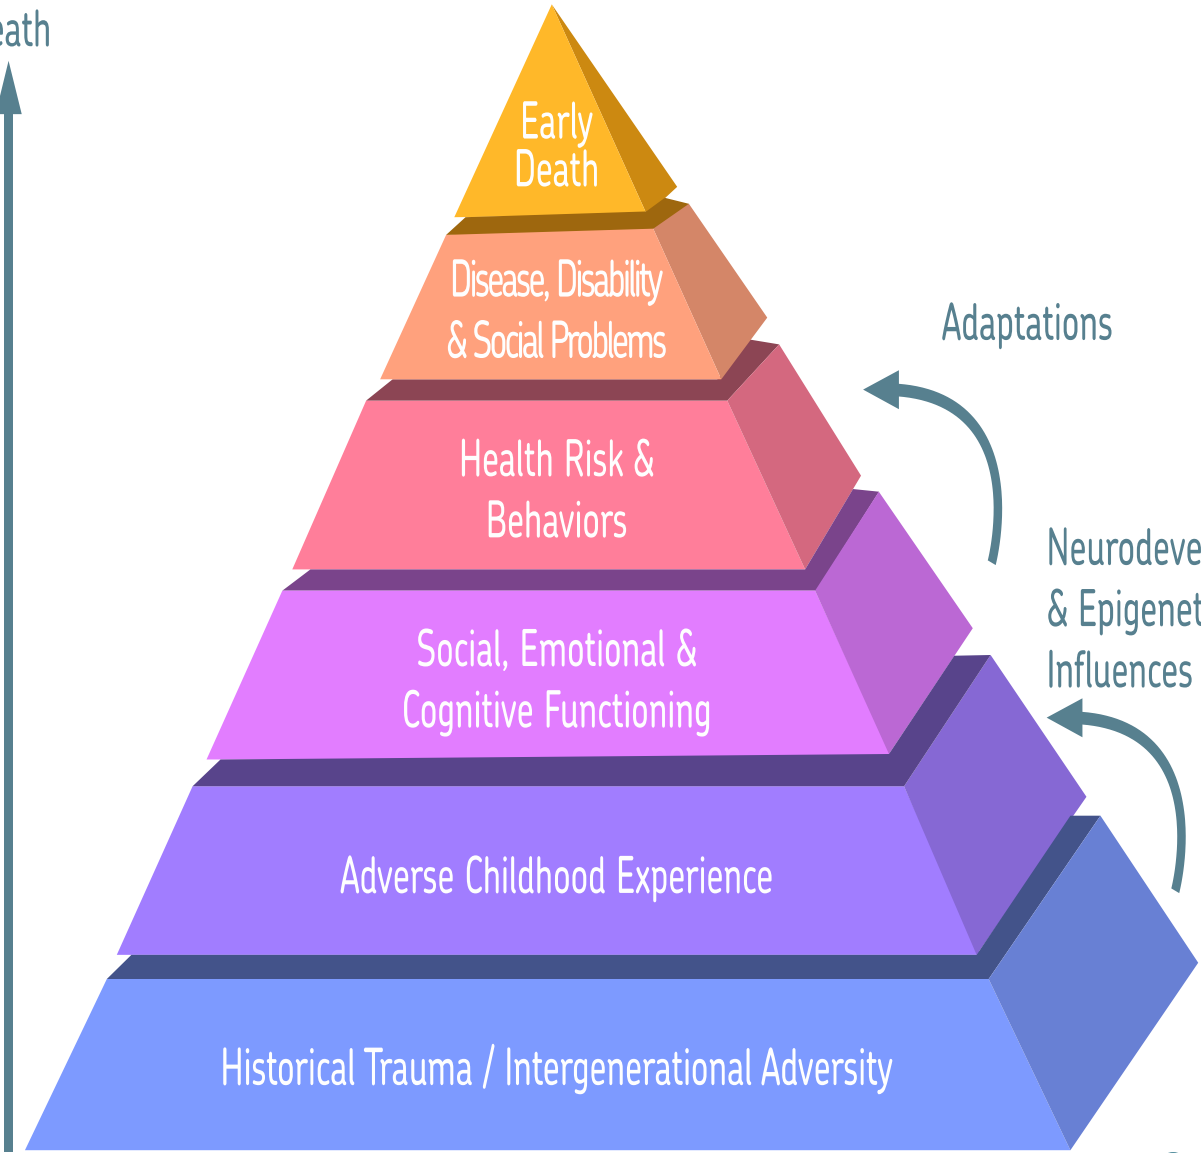 Early
Death
Disease, Disability
& Social Problems
Adaptations
Health Risk &
Behaviors
Neurodeve
& Epigenet
Influences
Social, Emotional &
Cognitive Functioning
Adverse Childhood Experience
Historical Trauma / Intergenerational Adversity